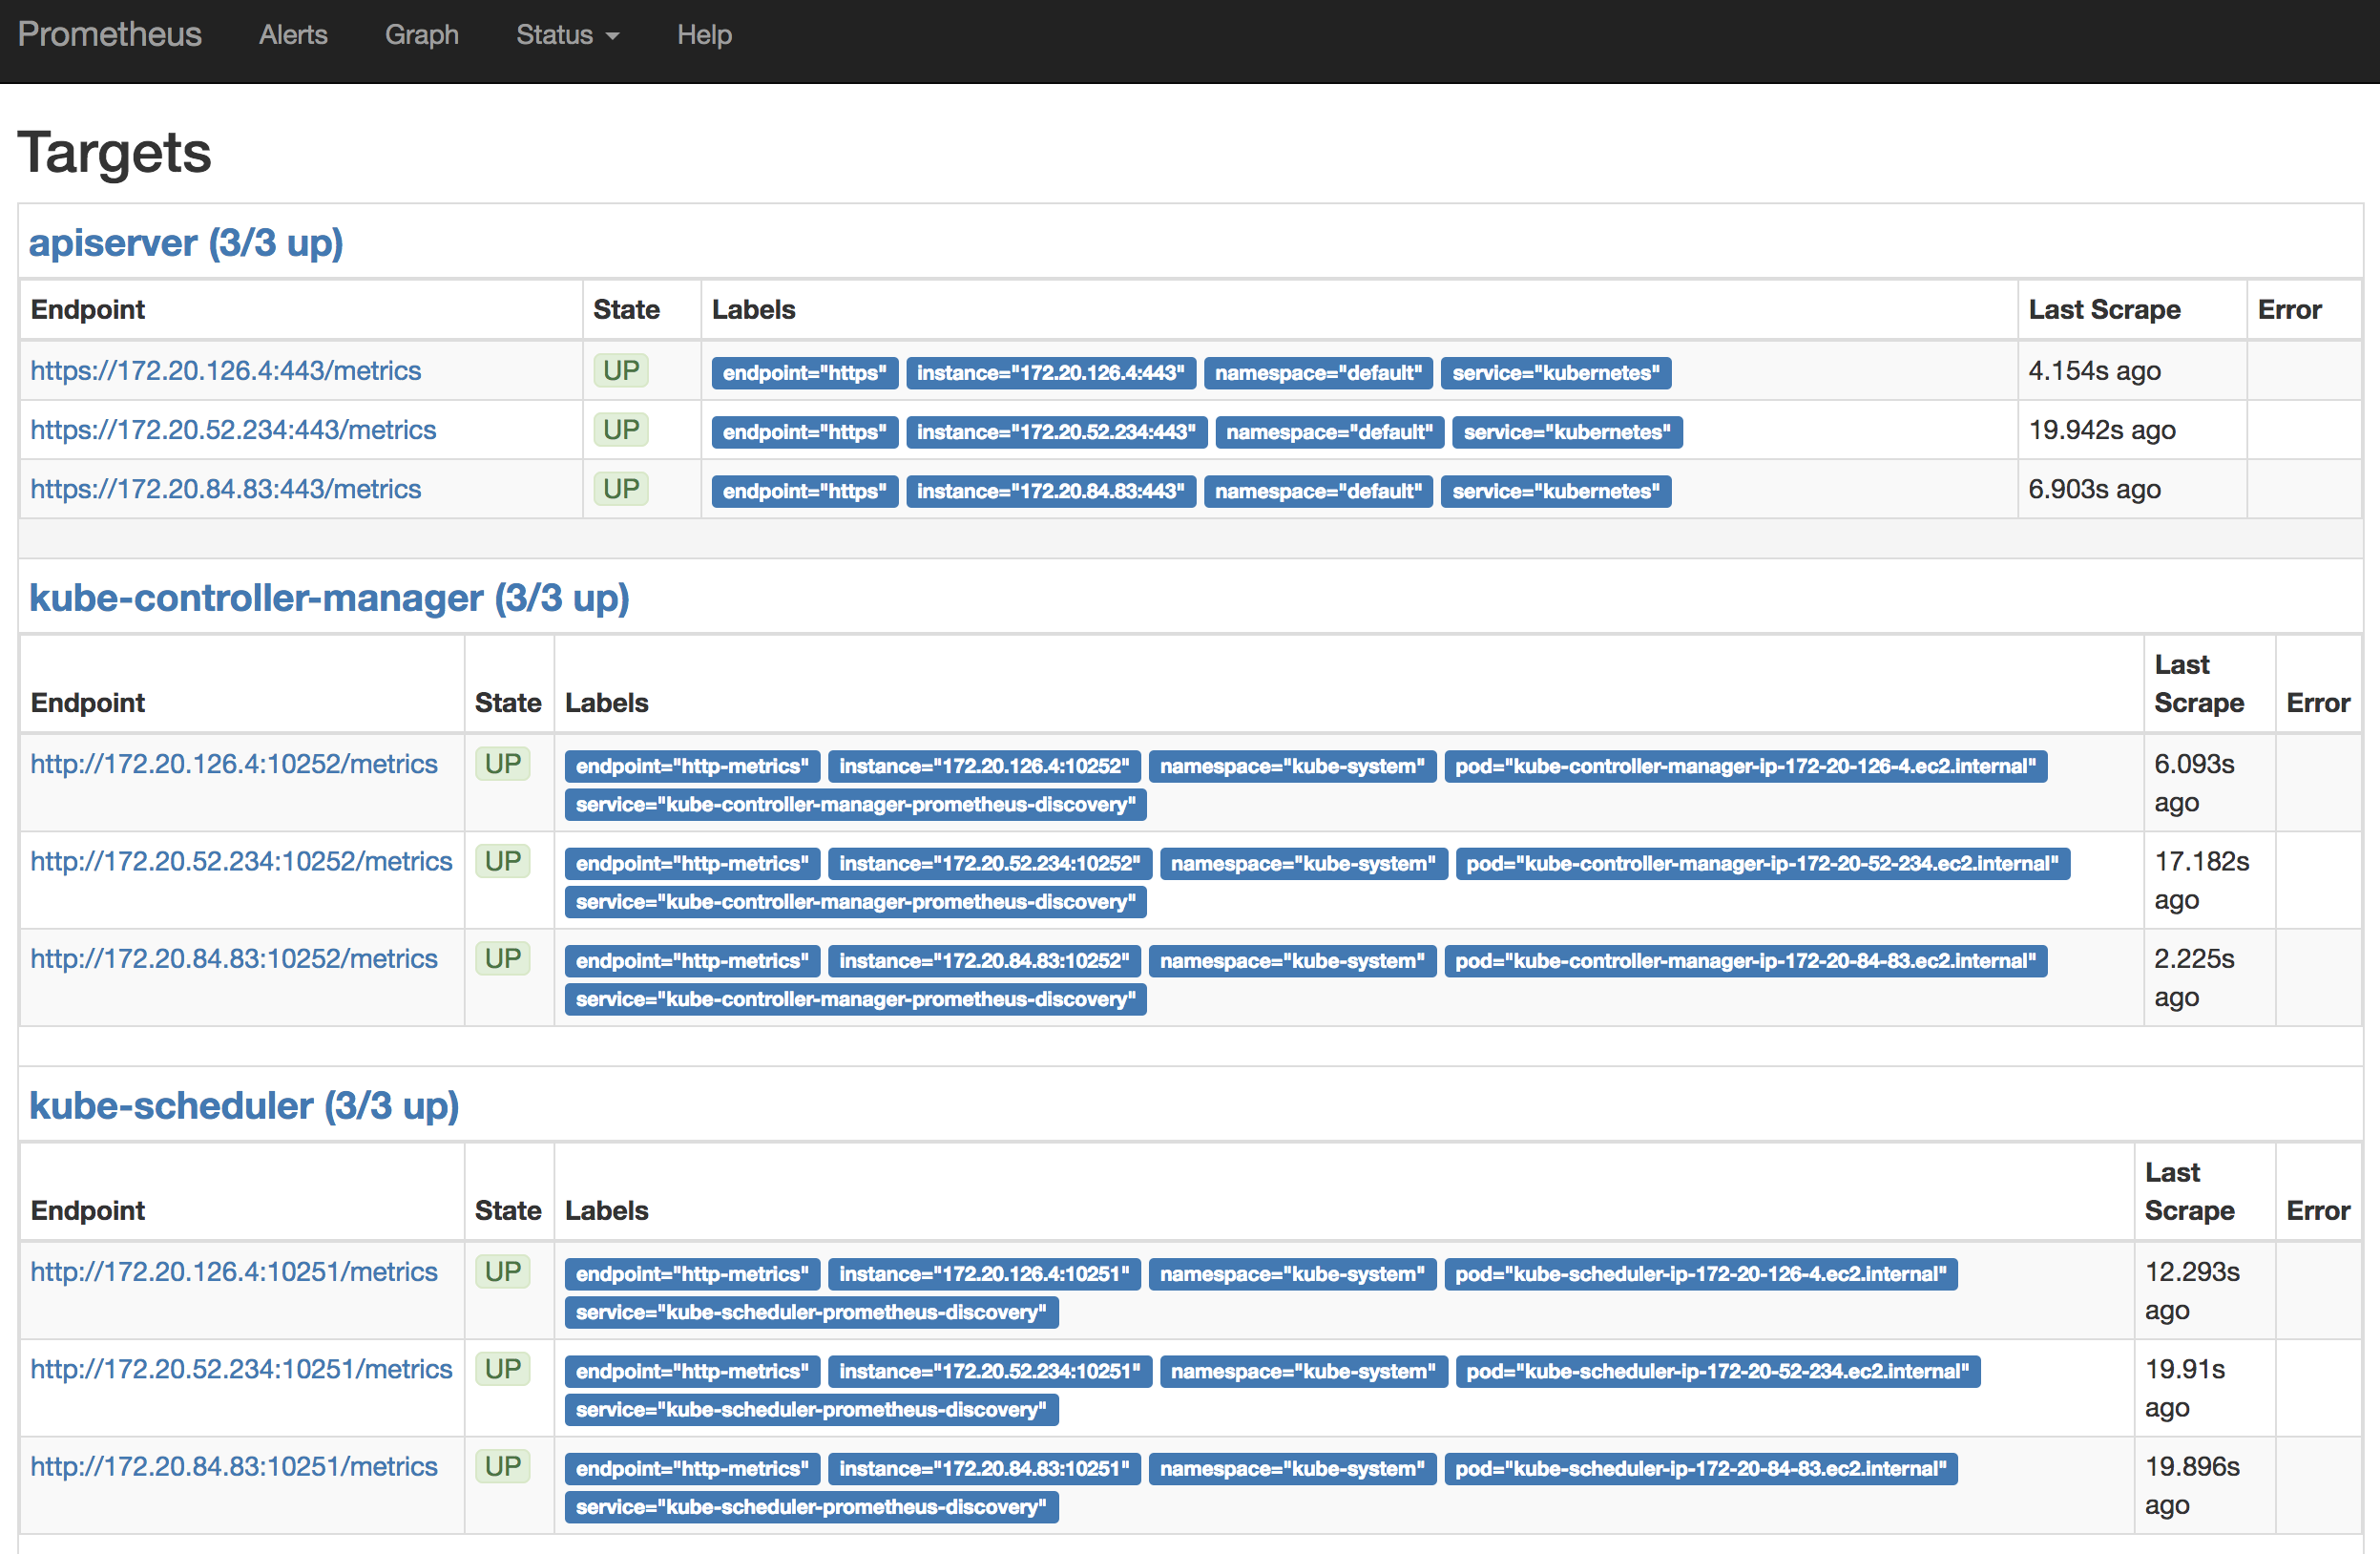 Prometheus Alerts Graph Status Help
Targets
apiserver (3/3 up)
Endpoint State Labels Last Scrape Error
https://172.20.126.4:443/metrics UP endpoint="https" instance="172.20.126.4:443" namespace="default" service="kubernetes" 4.154s ago
https://172.20.52.234:443/metrics UP endpoint="https" instance="172.20.52.234:443" namespace="default" service="kubernetes" 19.942s ago
https://172.20.84.83:443/metrics UP endpoint="https" instance="172.20.84.83:443" namespace="default" service="kubernetes" 6.903s ago
kube-controller-manager (3/3 up)
Last
Endpoint State Labels Scrape Error
http://172.20.126.4:10252/metrics UP endpoint="http-metrics" instance="172.20.126.4:10252" namespace="kube-system" pod="kube-controller-manager-ip-172-20-126-4.ec2.internal" 6.093s
service="kube-controller-manager-prometheus-discovery" ago
http://172.20.52.234:10252/metrics UP endpoint="http-metrics" instance="172.20.52.234:10252" namespace="kube-system" pod="kube-controller-manager-ip-172-20-52-234.ec2.internal" 17.182s
service="kube-controller-manager-prometheus-discovery" ago
http://172.20.84.83:10252/metrics UP endpoint="http-metrics" instance="172.20.84.83:10252" namespace="kube-system" pod="kube-controller-manager-ip-172-20-84-83.ec2.internal" 2.225s
service="kube-controller-manager-prometheus-discovery" ago
kube-scheduler (3/3 up)
Last
Endpoint State Labels Scrape Error
http://172.20.126.4:10251/metrics UP endpoint="http-metrics" instance="172.20.126.4:10251" namespace="kube-system" pod="kube-scheduler-ip-172-20-126-4.ec2.internal" 12.293s
service="kube-scheduler-prometheus-discovery" ago
http://172.20.52.234:10251/metrics UP endpoint="http-metrics" instance="172.20.52.234:10251" namespace="kube-system" pod="kube-scheduler-ip-172-20-52-234.ec2.internal" 19.91s
service="kube-scheduler-prometheus-discovery" ago
http://172.20.84.83:10251/metrics UP endpoint="http-metrics" instance="172.20.84.83:10251" namespace="kube-system" pod="kube-scheduler-ip-172-20-84-83.ec2.internal" 19.896s
service="kube-scheduler-prometheus-discovery" ago